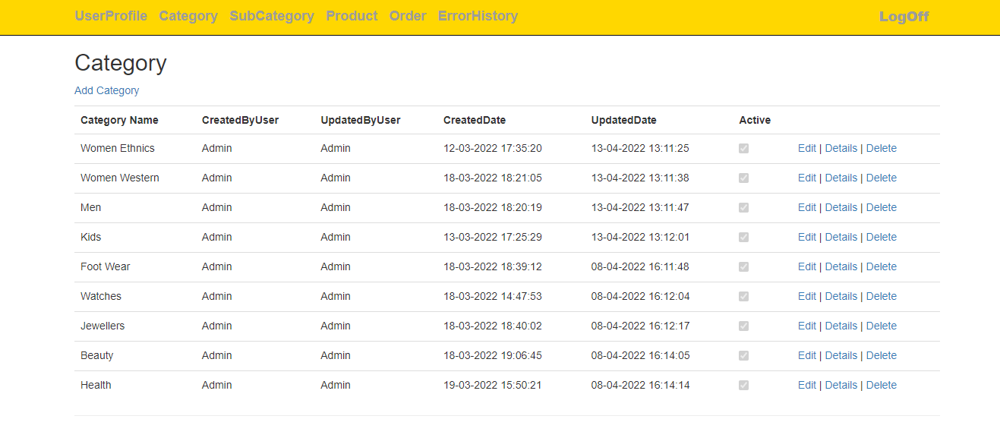 UserProfile Category SubCategory Product Order ErrorHistory LogOff
Category
Add Category
Category Name CreatedByUser UpdatedByUser CreatedDate UpdatedDate Active
Women Ethnics Admin Admin 12-03-2022 17:35:20 13-04-2022 13:11:25 Edit | Details | Delete
Women Western Admin Admin 18-03-2022 18:21:05 13-04-2022 13:11:38 Edit | Details | Delete
Men Admin Admin 18-03-2022 18:20:19 13-04-2022 13:11:47 Edit | Details | Delete
Kids Admin Admin 13-03-2022 17:25:29 13-04-2022 13:12:01 Edit | Details | Delete
Foot Wear Admin Admin 18-03-2022 18:39:12 08-04-2022 16:11:48 Edit | Details | Delete
Watches Admin Admin 18-03-2022 14:47:53 08-04-2022 16:12:04 Edit | Details | Delete
Jewellers Admin Admin 18-03-2022 18:40:02 08-04-2022 16:12:17 Edit | Details | Delete
Beauty Admin Admin 18-03-2022 19:06:45 08-04-2022 16:14:05 Edit | Details | Delete
Health Admin Admin 19-03-2022 15:50:21 08-04-2022 16:14:14 Edit | Details | Delete